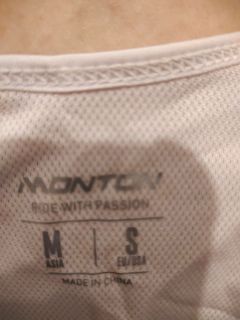 MONTON
RIDE WITH PASSION
M | S
ASIA EU/USA
MADE IN CHINA